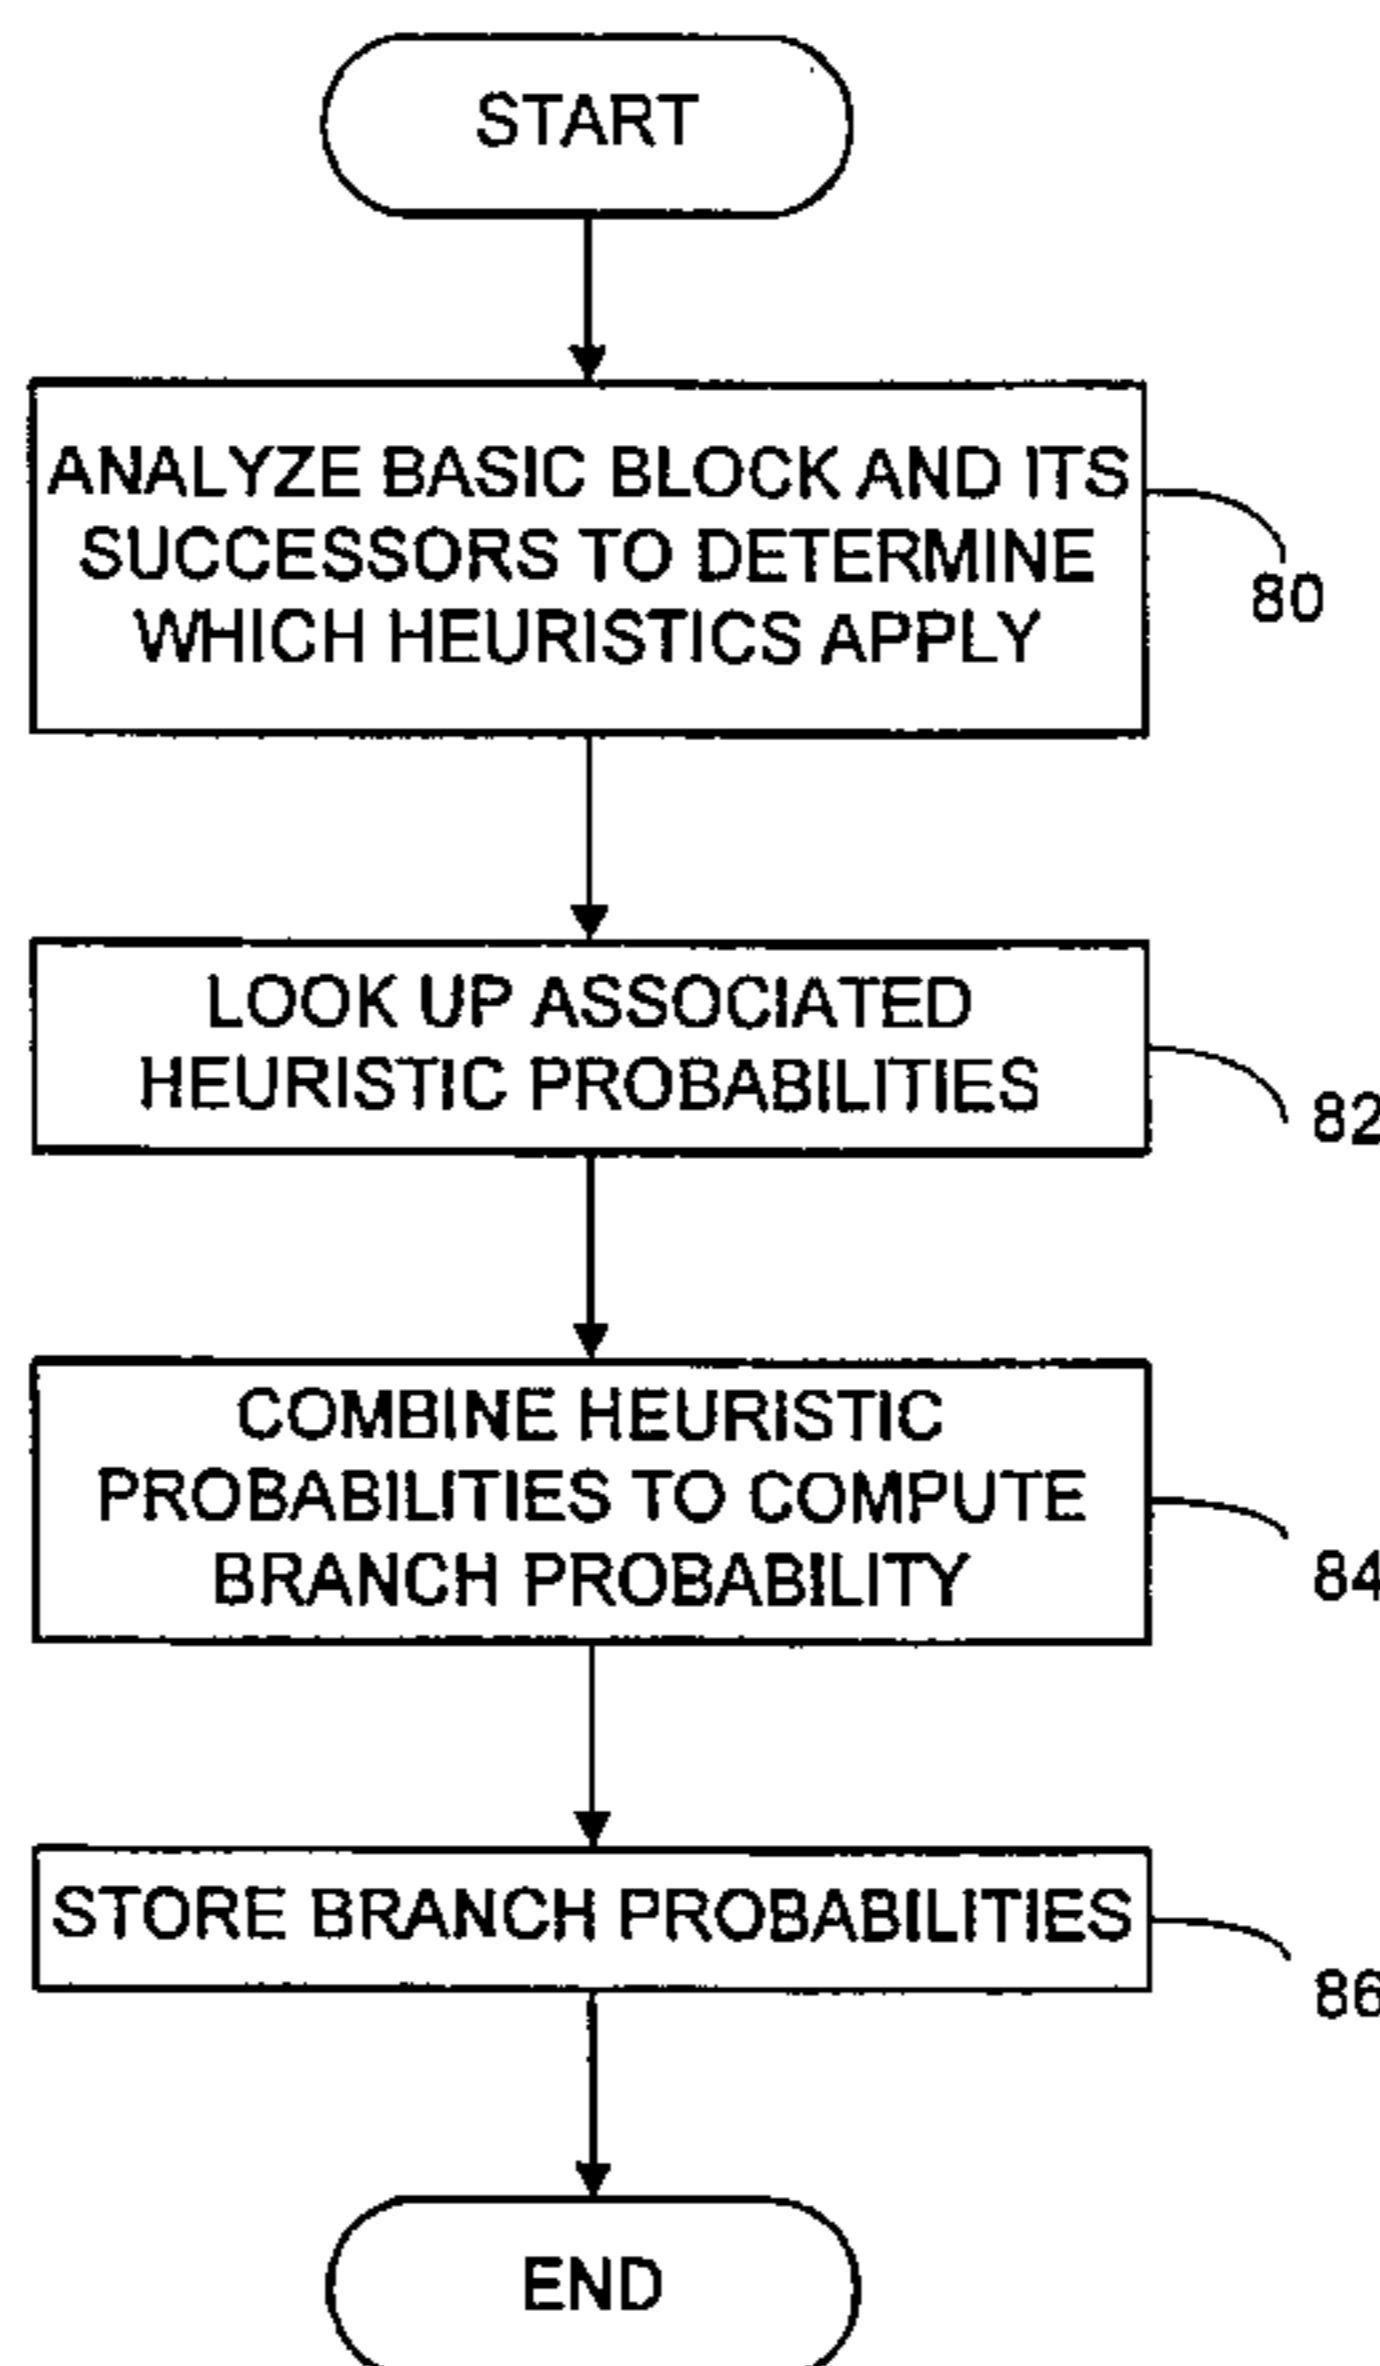 START
ANALYZE BASIC BLOCK AND ITS
SUCCESSORS TO DETERMINE
WHICH HEURISTICS APPLY
80
LOOK UP ASSOCIATED
HEURISTIC PROBABILITIES
82
COMBINE HEURISTIC
PROBABILITIES TO COMPUTE
BRANCH PROBABILITY
84
STORE BRANCH PROBABILITIES
86
END